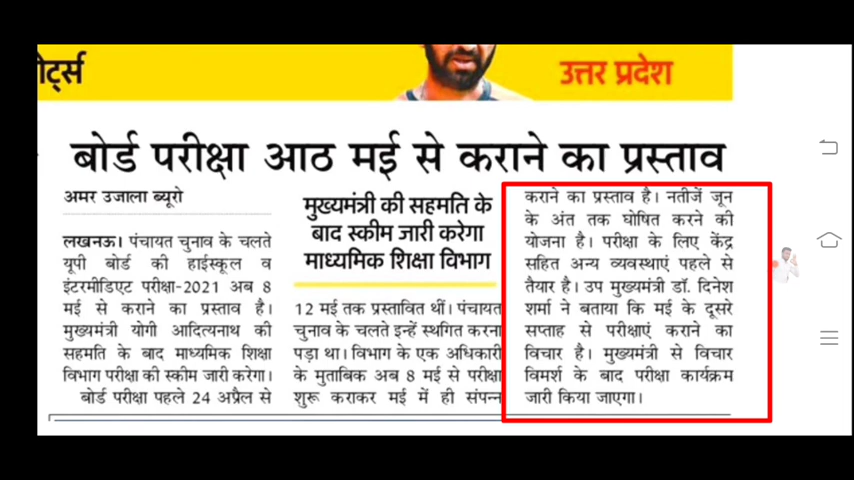 ोर्ट्स
उत्तर प्रदेश
बोर्ड परीक्षा आठ मई से कराने का प्रस्ताव
अमर उजाला ब्यूरो
लखनऊ। पंचायत चुनाव के चलते
यूपी बोर्ड की हाईस्कूल व
इंटरमीडिएट परीक्षा-2021 अब 8
मई से कराने का प्रस्ताव है।
मुख्यमंत्री योगी आदित्यनाथ की
सहमति के बाद माध्यमिक शिक्षा
विभाग परीक्षा की स्कीम जारी करेगा।
बोर्ड परीक्षा पहले 24 अप्रैल से
मुख्यमंत्री की सहमति के
बाद स्कीम जारी करेगा
माध्यमिक शिक्षा विभाग
12 मई तक प्रस्तावित थीं। पंचायत
चुनाव के चलते इन्हें स्थगित करना
पड़ा था। विभाग के एक अधिकारी
के मुताबिक अब 8 मई से परीक्षा
शुरू कराकर मई में ही संपन्न
कराने का प्रस्ताव है। नतीजें जून
के अंत तक घोषित करने की
योजना है। परीक्षा के लिए केंद्र
सहित अन्य व्यवस्थाएं पहले से
तैयार है। उप मुख्यमंत्री डॉ. दिनेश
शर्मा ने बताया कि मई के दूसरे
सप्ताह से परीक्षाएं कराने का
विचार है। मुख्यमंत्री से विचार
विमर्श के बाद परीक्षा कार्यक्रम
जारी किया जाएगा।